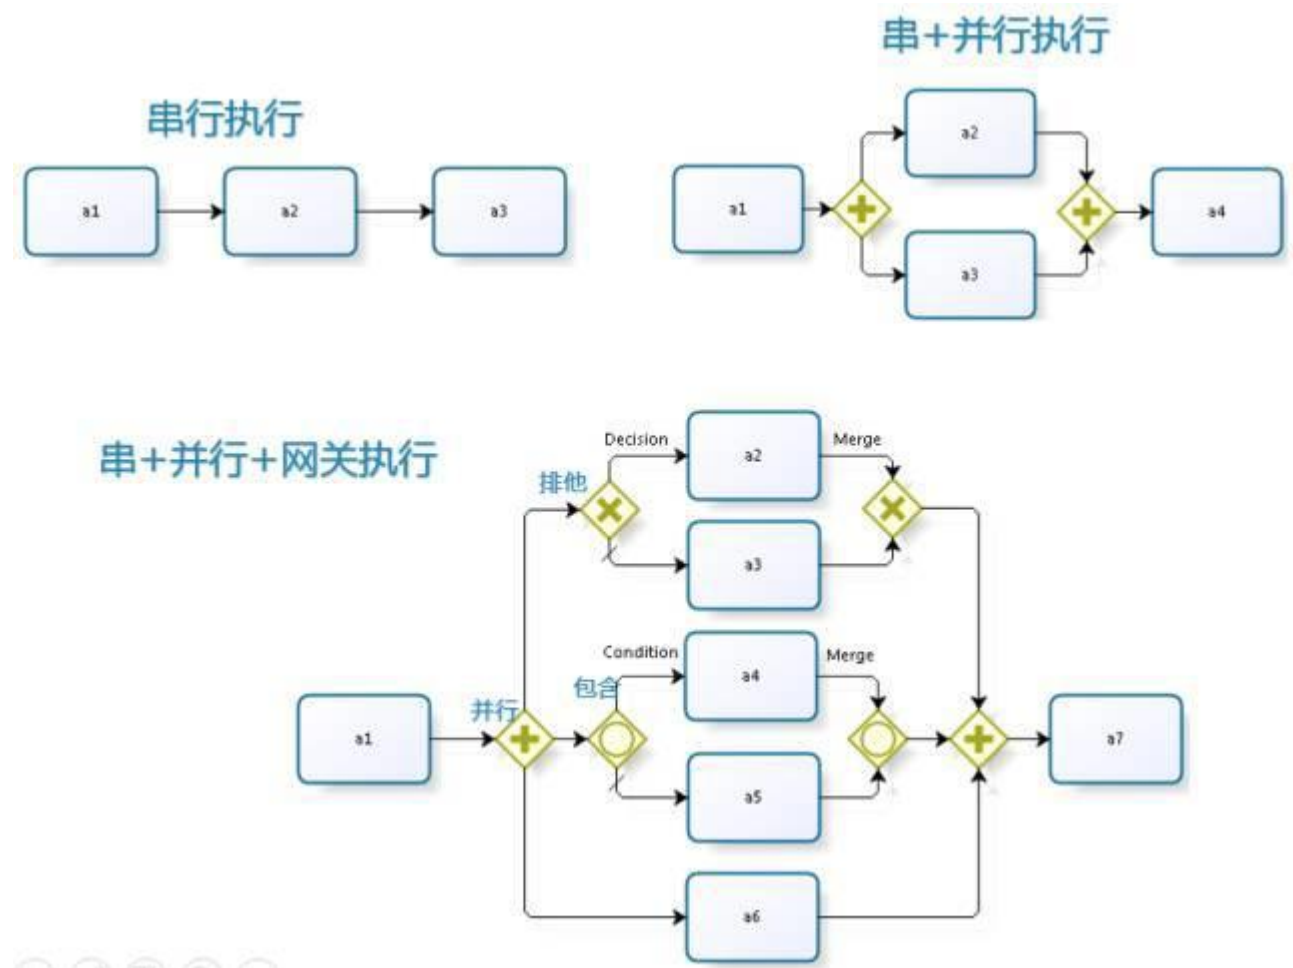 串+并行执行
串行执行
a1
a2
a3
a1
a2
a3
a4
串+并行+网关执行
Decision
a2
Merge
排他
a3
Condition
a4
Merge
包含
并行
a1
a5
a6
a7